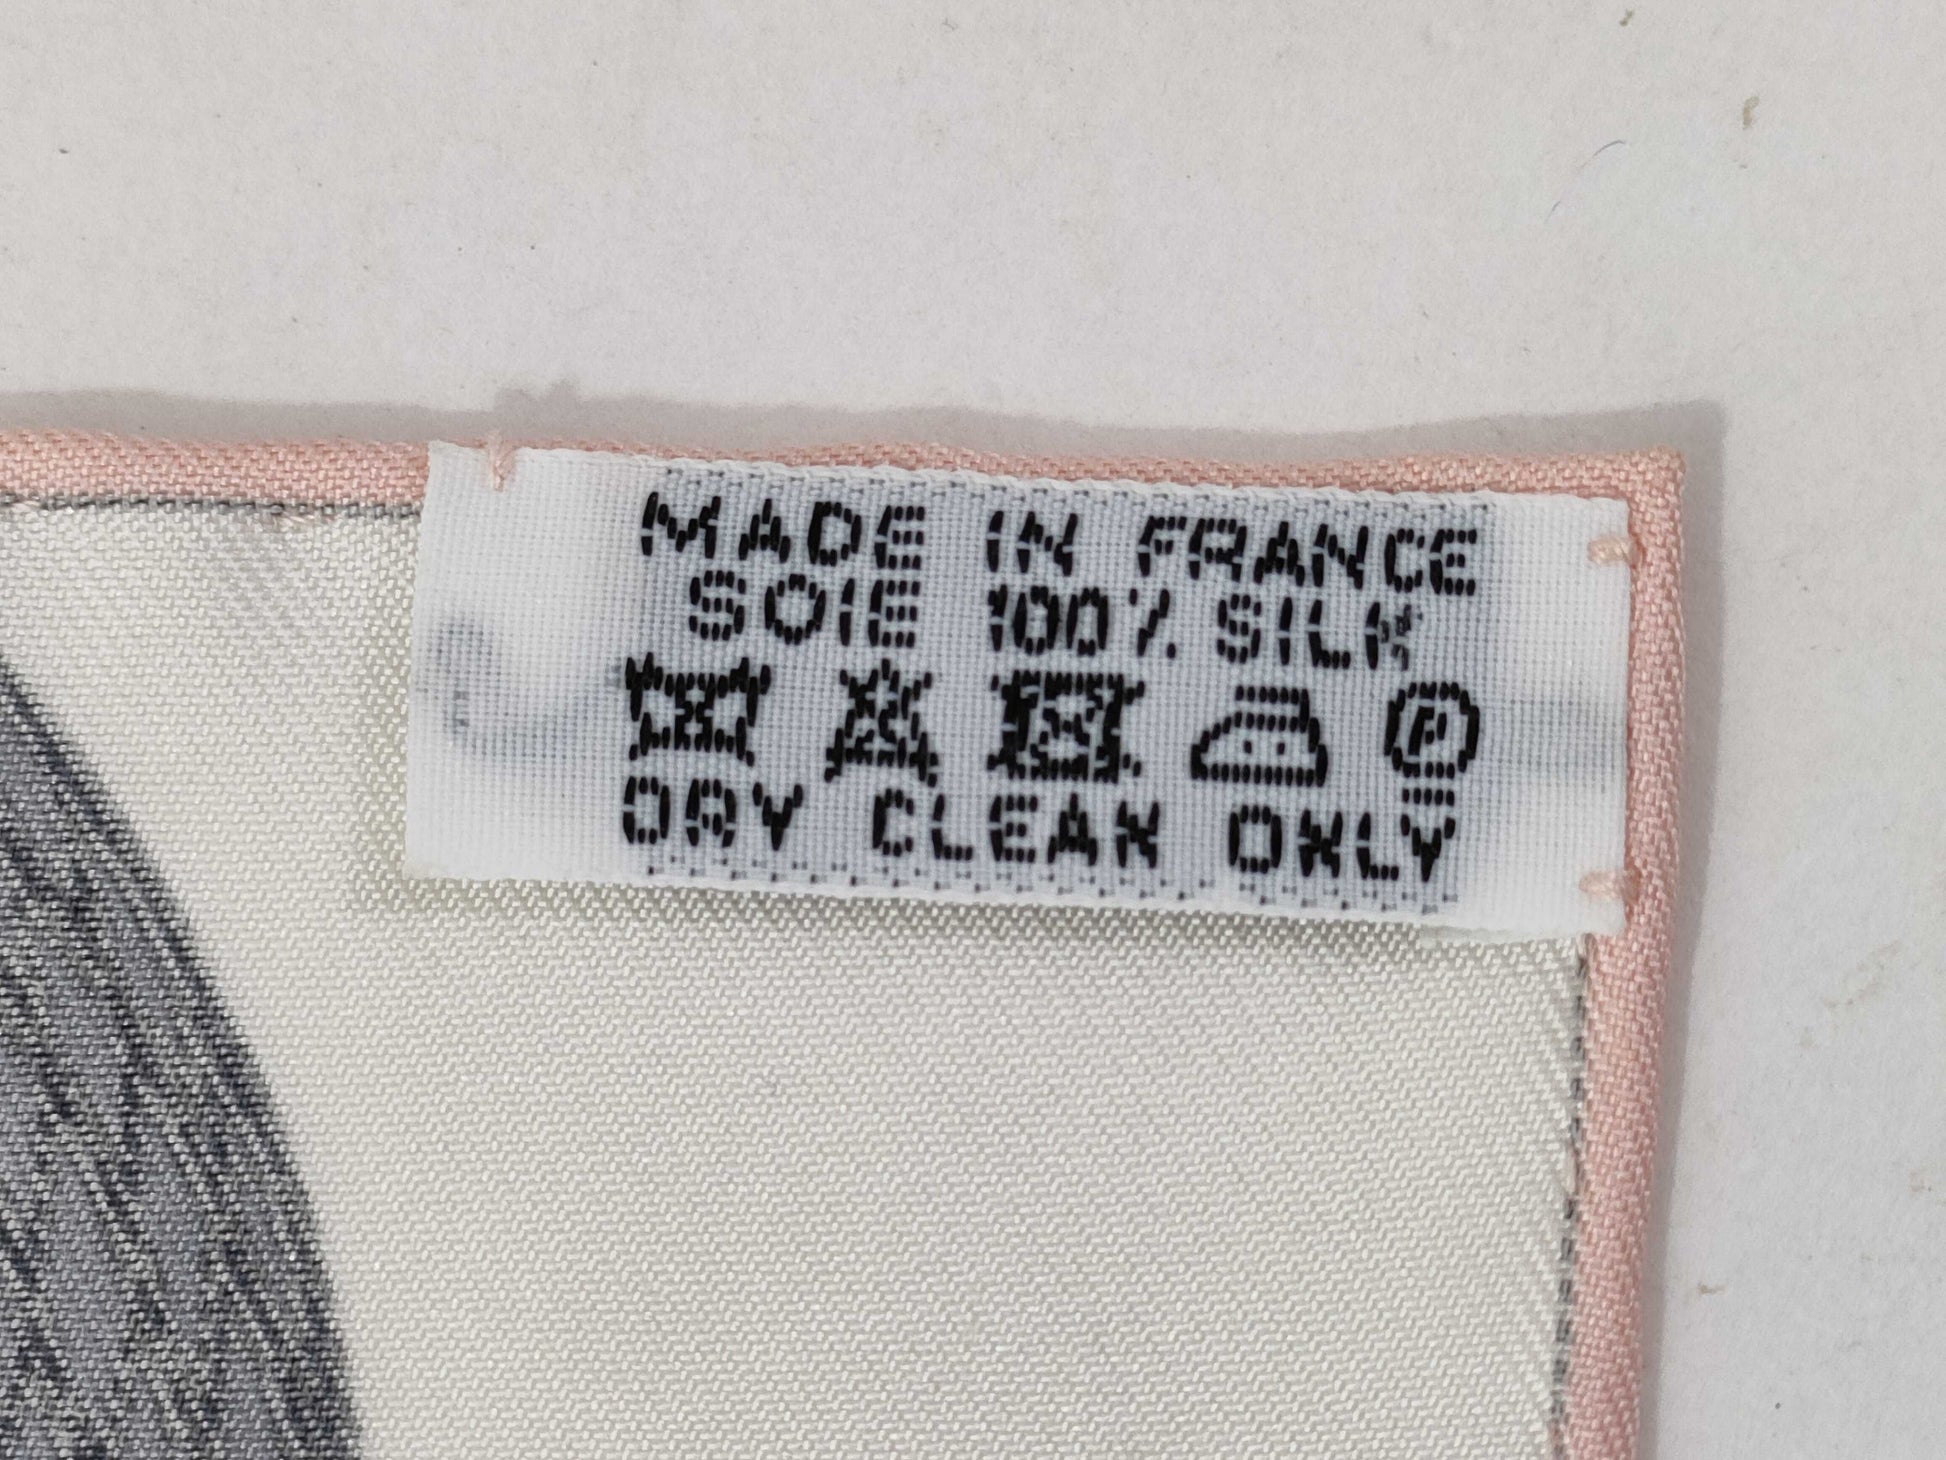 MADE IN FRANCE
SOIE 100% SILK
P
DRY CLEAN ONLY